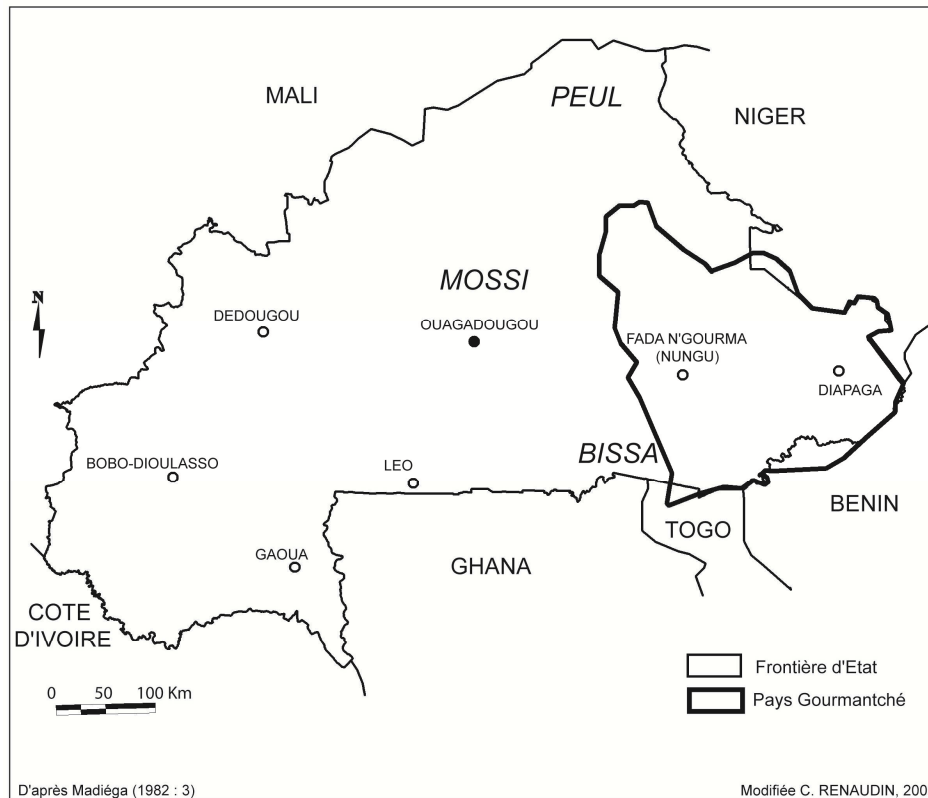 MALI
PEUL
NIGER
MOSSI
N
DEDOUGOU
OUAGADOUGOU
FADA N'GOURMA
(NUNGU)
DIAPAGA
BISSA
BOBO-DIOULASSO
LEO
BENIN
TOGO
GAOUA
GHANA
COTE
D'IVOIRE
Frontière d'Etat
0 50 100 Km
Pays Gourmantché
D'après Madiéga (1982 : 3)
Modifiée C. RENAUDIN, 200